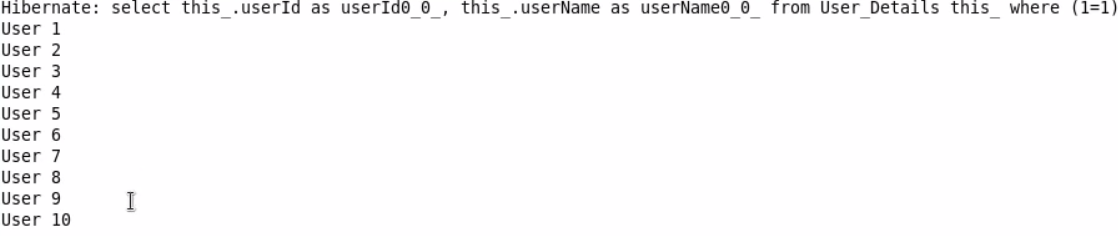 Hibernate: select this_.userId as userId0_0_, this_.userName as userName0_0_ from User_Details this_ where (1=1)
User 1
User 2
User 3
User 4
User 5
User 6
User 7
User 8
User 9
User 10